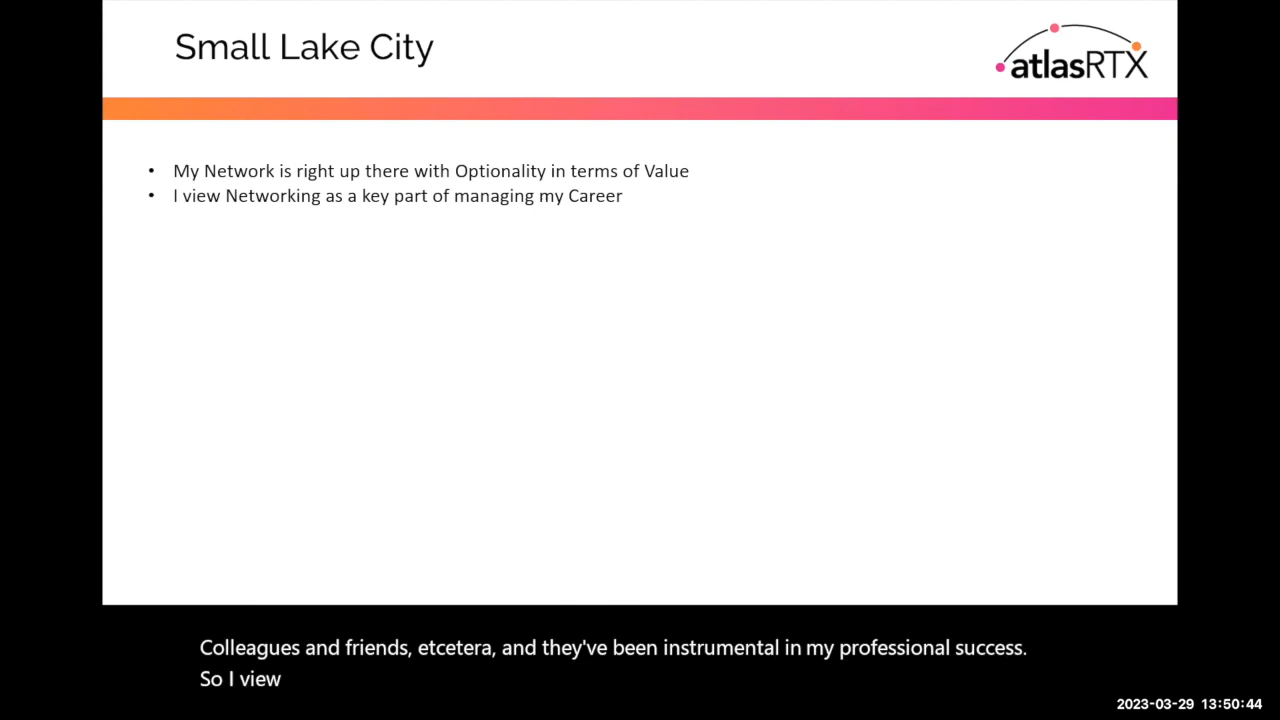 Small Lake City
atlasRTX
• My Network is right up there with Optionality in terms of Value
• I view Networking as a key part of managing my Career
Colleagues and friends, etcetera, and they've been instrumental in my professional success.
So I view
2023-03-29 13:50:44